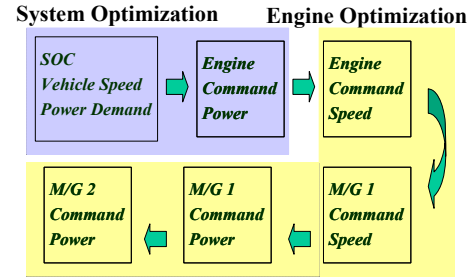 System Optimization
Engine Optimization
SOC
Vehicle Speed
Power Demand
Engine
Command
Power
Engine
Command
Speed
M/G 2
Command
Power
M/G 1
Command
Power
M/G 1
Command
Speed